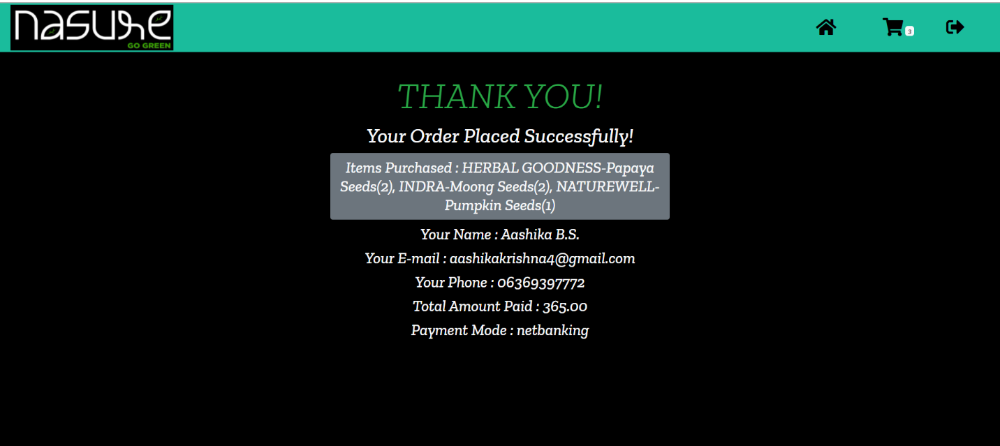 nasure
GO GREEN
3
THANK YOU!
Your Order Placed Successfully!
Items Purchased : HERBAL GOODNESS-Papaya
Seeds(2), INDRA-Moong Seeds(2), NATUREWELL-
Pumpkin Seeds(1)
Your Name : Aashika B.S.
Your E-mail : aashikakrishna4@gmail.com
Your Phone : 06369397772
Total Amount Paid : 365.00
Payment Mode : netbanking